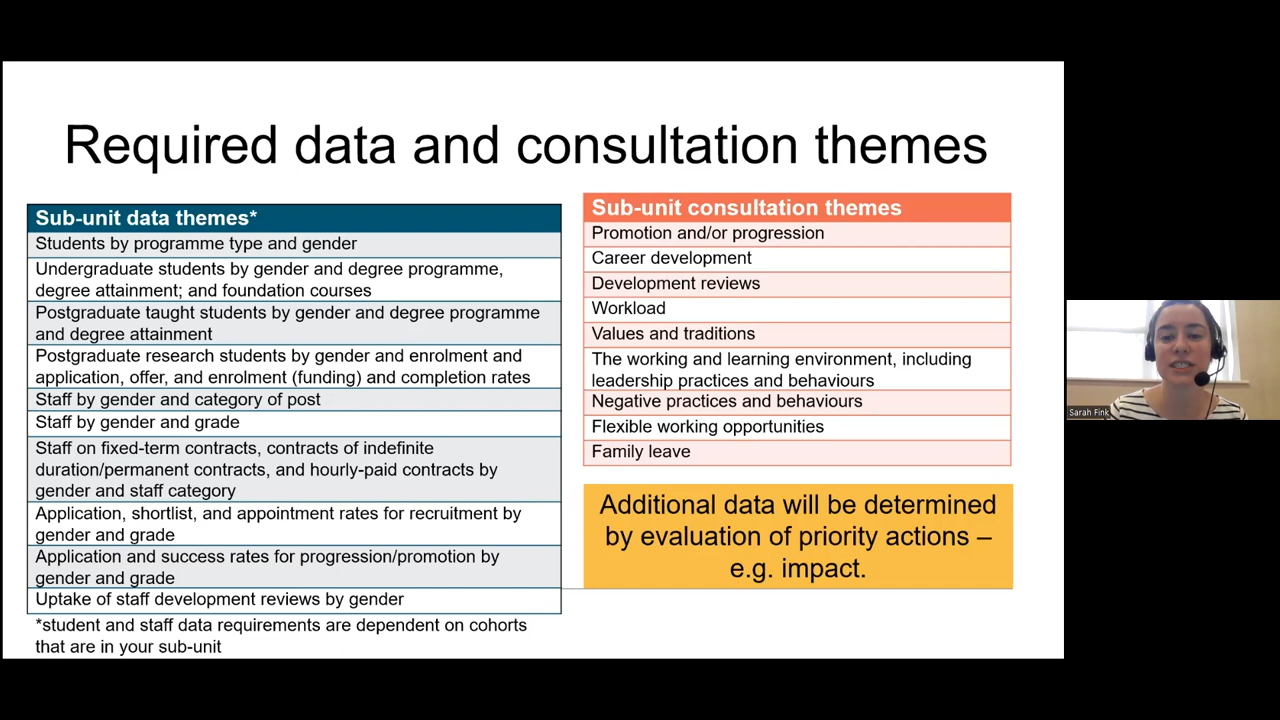 Required data and consultation themes
Sub-unit data themes*
Students by programme type and gender
Undergraduate students by gender and degree programme,
degree attainment; and foundation courses
Postgraduate taught students by gender and degree programme
and degree attainment
Postgraduate research students by gender and enrolment and
application, offer, and enrolment (funding) and completion rates
Staff by gender and category of post
Staff by gender and grade
Staff on fixed-term contracts, contracts of indefinite
duration/permanent contracts, and hourly-paid contracts by
gender and staff category
Application, shortlist, and appointment rates for recruitment by
gender and grade
Application and success rates for progression/promotion by
gender and grade
Uptake of staff development reviews by gender
*student and staff data requirements are dependent on cohorts
that are in your sub-unit
Sub-unit consultation themes
Promotion and/or progression
Career development
Development reviews
Workload
Values and traditions
The working and learning environment, including
leadership practices and behaviours
Negative practices and behaviours
Flexible working opportunities
Family leave
Additional data will be determined
by evaluation of priority actions –
e.g. impact.
Sarah Fink